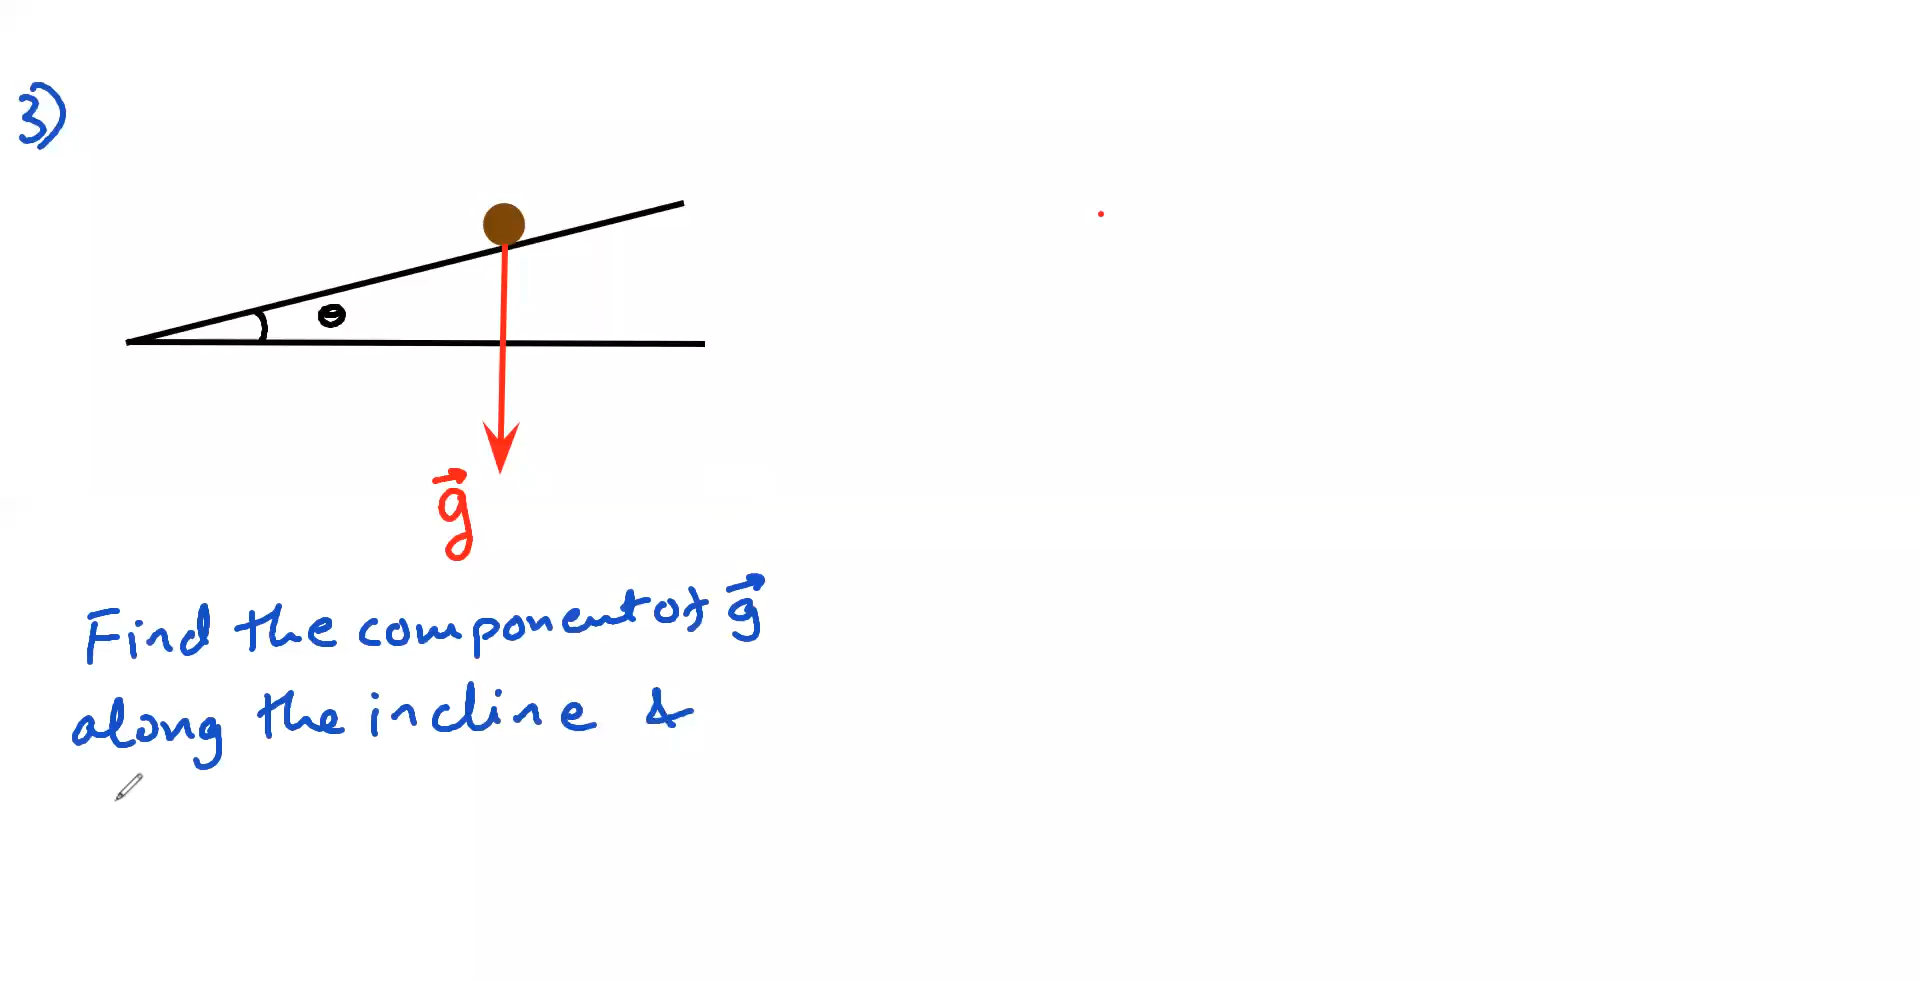 3)
θ
g⃗
Find the component of g⃗
along the incline &